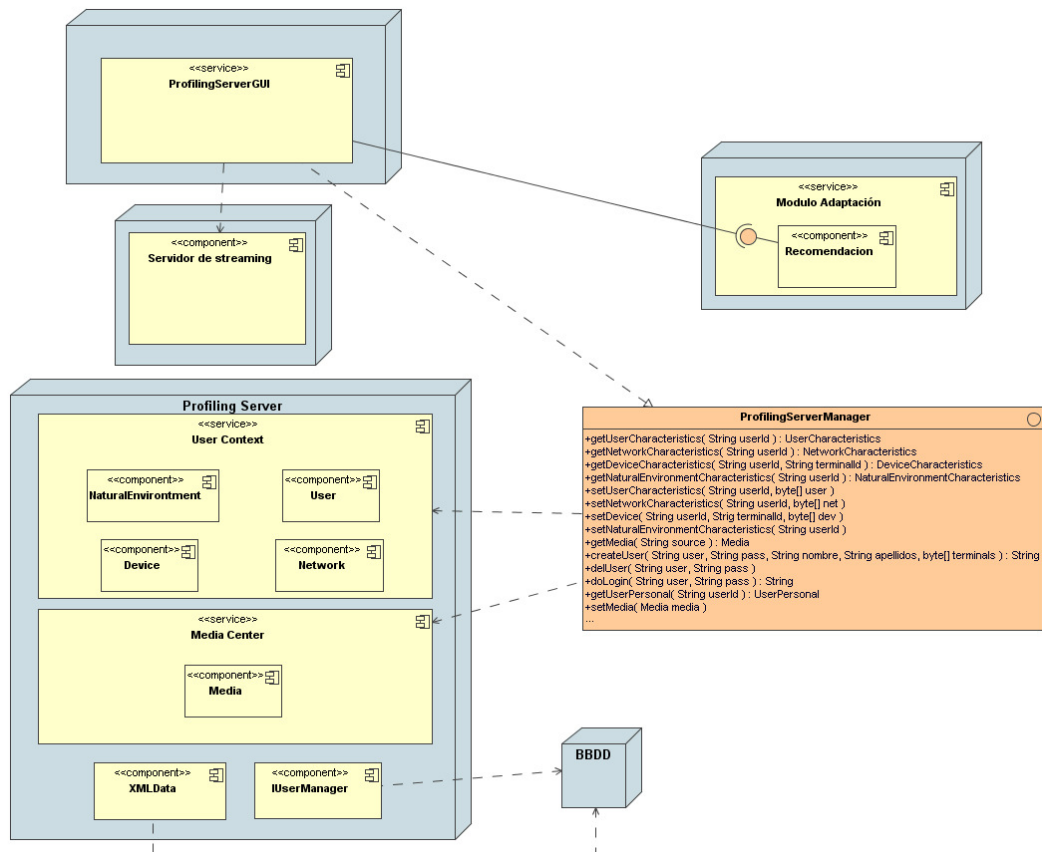 <<service>>
ProfilingServerGUI
<<service>>
Modulo Adaptación
<<component>>
Recomendacion
<<component>>
Servidor de streaming
Profiling Server
<<service>>
User Context
<<component>>
NaturalEnvirontment
<<component>>
User
<<component>>
Device
<<component>>
Network
<<service>>
Media Center
<<component>>
Media
<<component>>
XMLData
<<component>>
IUserManager
ProfilingServerManager
+getUserCharacteristics( String userId ) : UserCharacteristics
+getNetworkCharacteristics( String userId ) : NetworkCharacteristics
+getDeviceCharacteristics( String userId, String terminalId ) : DeviceCharacteristics
+getNaturalEnvironmentCharacteristics( String userId ) : NaturalEnvironmentCharacteristics
+setUserCharacteristics( String userId, byte[] user )
+setNetworkCharacteristics( String userId, byte[] net )
+setDevice( String userId, Strig terminalId, byte[] dev )
+setNaturalEnvironmentCharacteristics( String userId )
+getMedia( String source ) : Media
+createUser( String user, String pass, String nombre, String apellidos, byte[] terminals ) : String
+delUser( String user, String pass )
+doLogin( String user, String pass ) : String
+getUserPersonal( String userId ) : UserPersonal
+setMedia( Media media )
...
BBDD